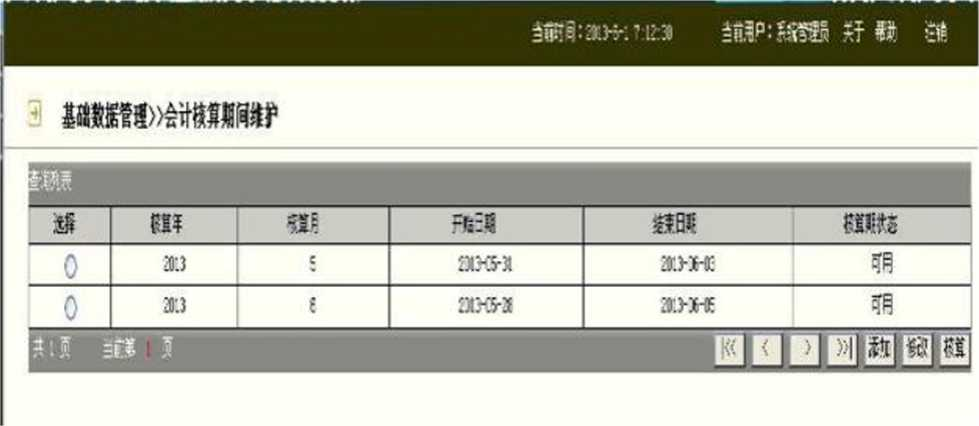 当前时间：2013-6-1 7:12:30 当前用户：系统管理员 关于 帮助 注销
基础数据管理>>会计核算期间维护
查询列表
选择 核算年 核算月 开始日期 结束日期 核算期状态
2013 5 2013-05-31 2013-06-03 可用
2013 6 2013-05-28 2013-06-05 可用
共1页 当前第 1 页 |<< < > >>| 添加 修改 核算